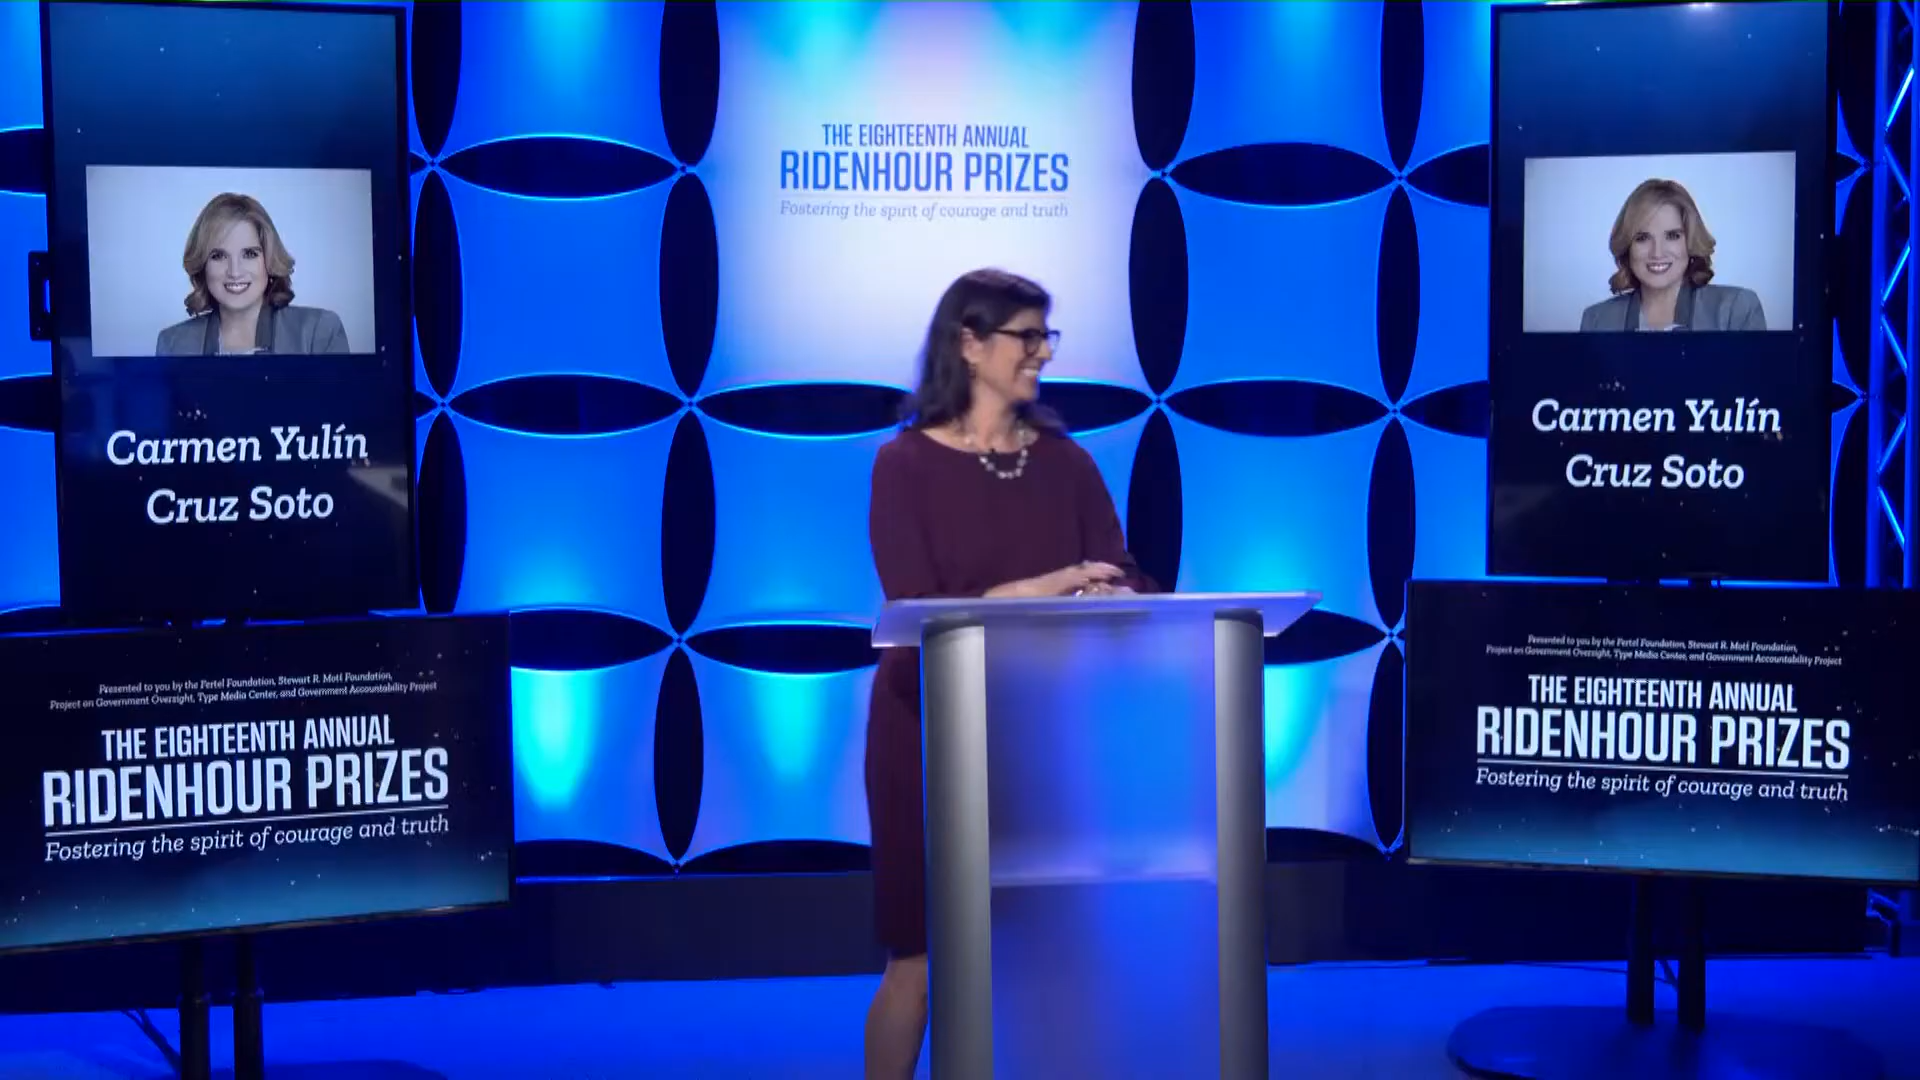 THE EIGHTEENTH ANNUAL
RIDENHOUR PRIZES
Fostering the spirit of courage and truth
Carmen Yulín
Cruz Soto
Carmen Yulín
Cruz Soto
Presented to you by the Fertel Foundation, Stewart R. Mott Foundation,
Project on Government Oversight, Type Media Center, and Government Accountability Project
THE EIGHTEENTH ANNUAL
RIDENHOUR PRIZES
Fostering the spirit of courage and truth
Presented to you by the Fertel Foundation, Stewart R. Mott Foundation,
Project on Government Oversight, Type Media Center, and Government Accountability Project
THE EIGHTEENTH ANNUAL
RIDENHOUR PRIZES
Fostering the spirit of courage and truth